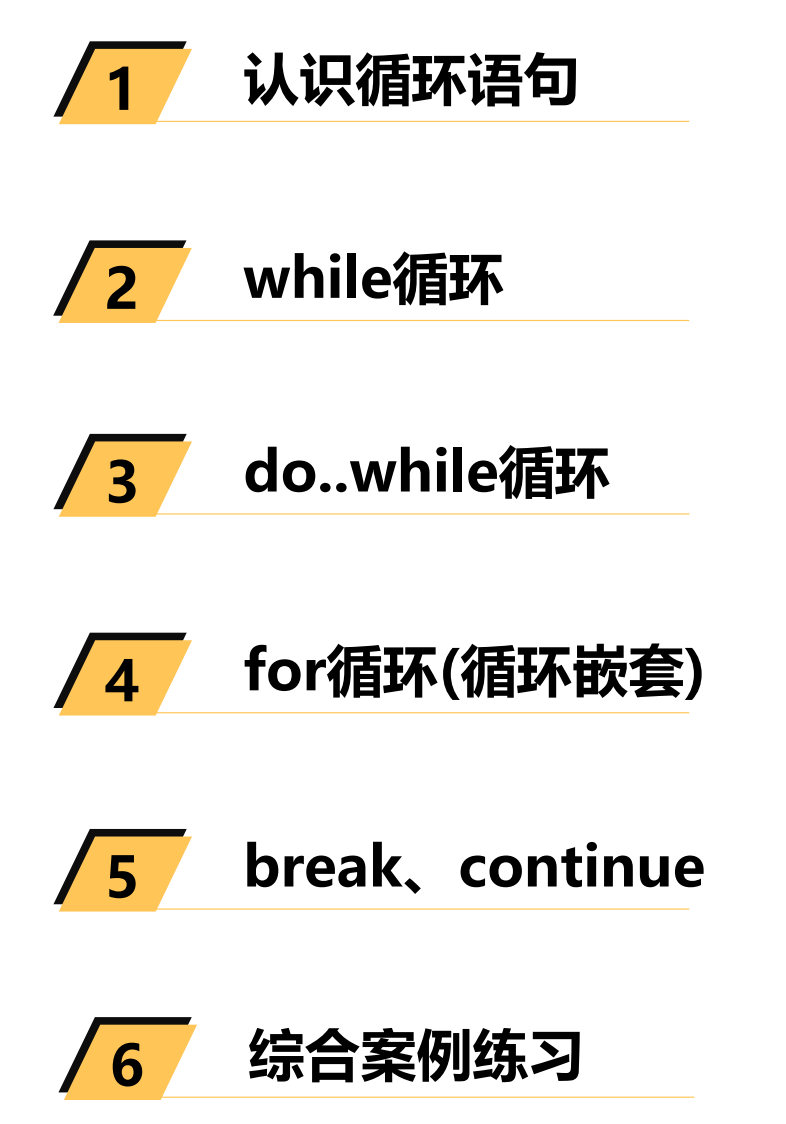 1 认识循环语句
2 while循环
3 do..while循环
4 for循环(循环嵌套)
5 break、continue
6 综合案例练习